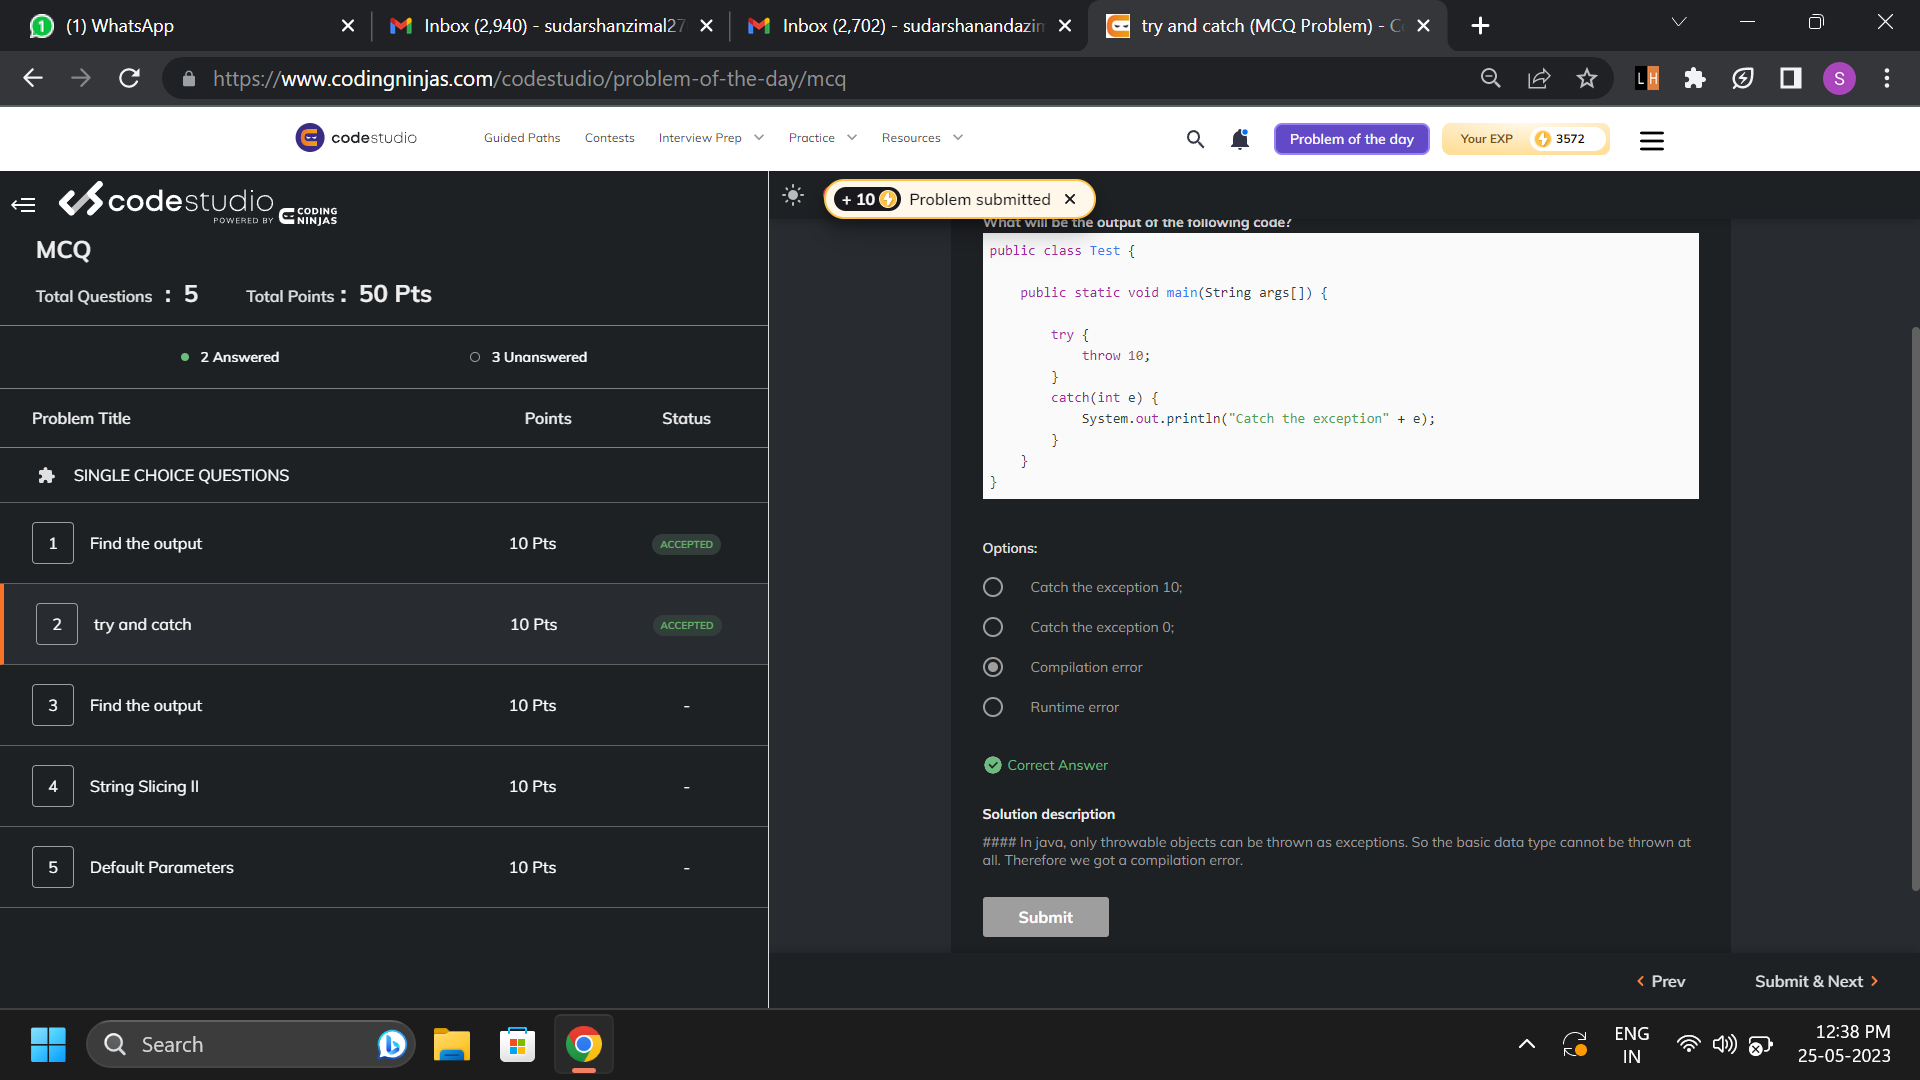 (1) WhatsApp
Inbox (2,940) - sudarshanzimal27
Inbox (2,702) - sudarshanandazim
try and catch (MCQ Problem) - C
https://www.codingninjas.com/codestudio/problem-of-the-day/mcq
LH
S
codestudio
Guided Paths
Contests
Interview Prep
Practice
Resources
Problem of the day
Your EXP
3572
codestudio
POWERED BY CODING NINJAS
+ 10 Problem submitted
MCQ
Total Questions : 5
Total Points : 50 Pts
2 Answered
3 Unanswered
Problem Title
Points
Status
SINGLE CHOICE QUESTIONS
1 Find the output 10 Pts ACCEPTED
2 try and catch 10 Pts ACCEPTED
3 Find the output 10 Pts -
4 String Slicing II 10 Pts -
5 Default Parameters 10 Pts -
What will be the output of the following code?
public class Test {
public static void main(String args[]) {
try {
throw 10;
}
catch(int e) {
System.out.println("Catch the exception" + e);
}
}
}
Options:
Catch the exception 10;
Catch the exception 0;
Compilation error
Runtime error
Correct Answer
Solution description
#### In java, only throwable objects can be thrown as exceptions. So the basic data type cannot be thrown at
all. Therefore we got a compilation error.
Submit
Prev
Submit & Next
Search
ENG
IN
12:38 PM
25-05-2023